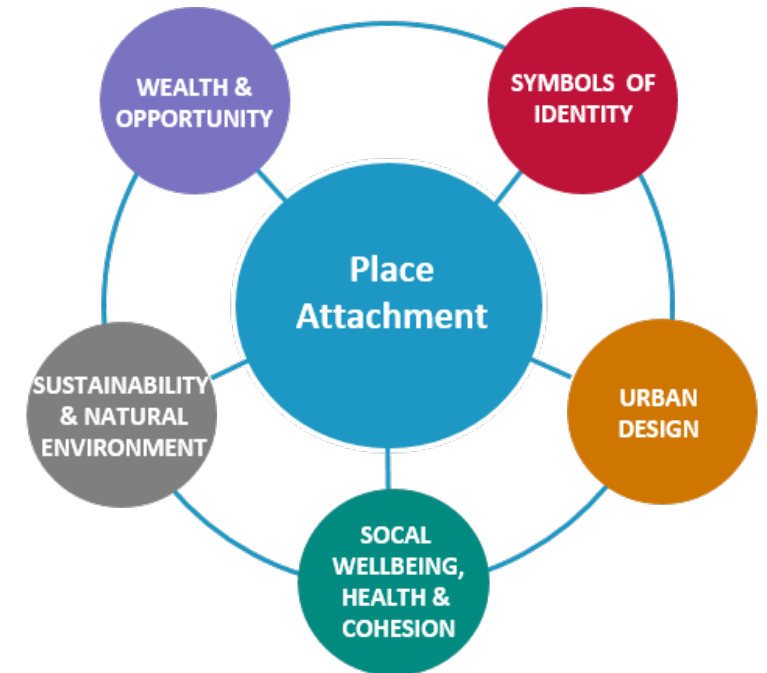 WEALTH &
OPPORTUNITY
SYMBOLS OF
IDENTITY
Place
Attachment
SUSTAINABILITY
& NATURAL
ENVIRONMENT
URBAN
DESIGN
SOCAL
WELLBEING,
HEALTH &
COHESION